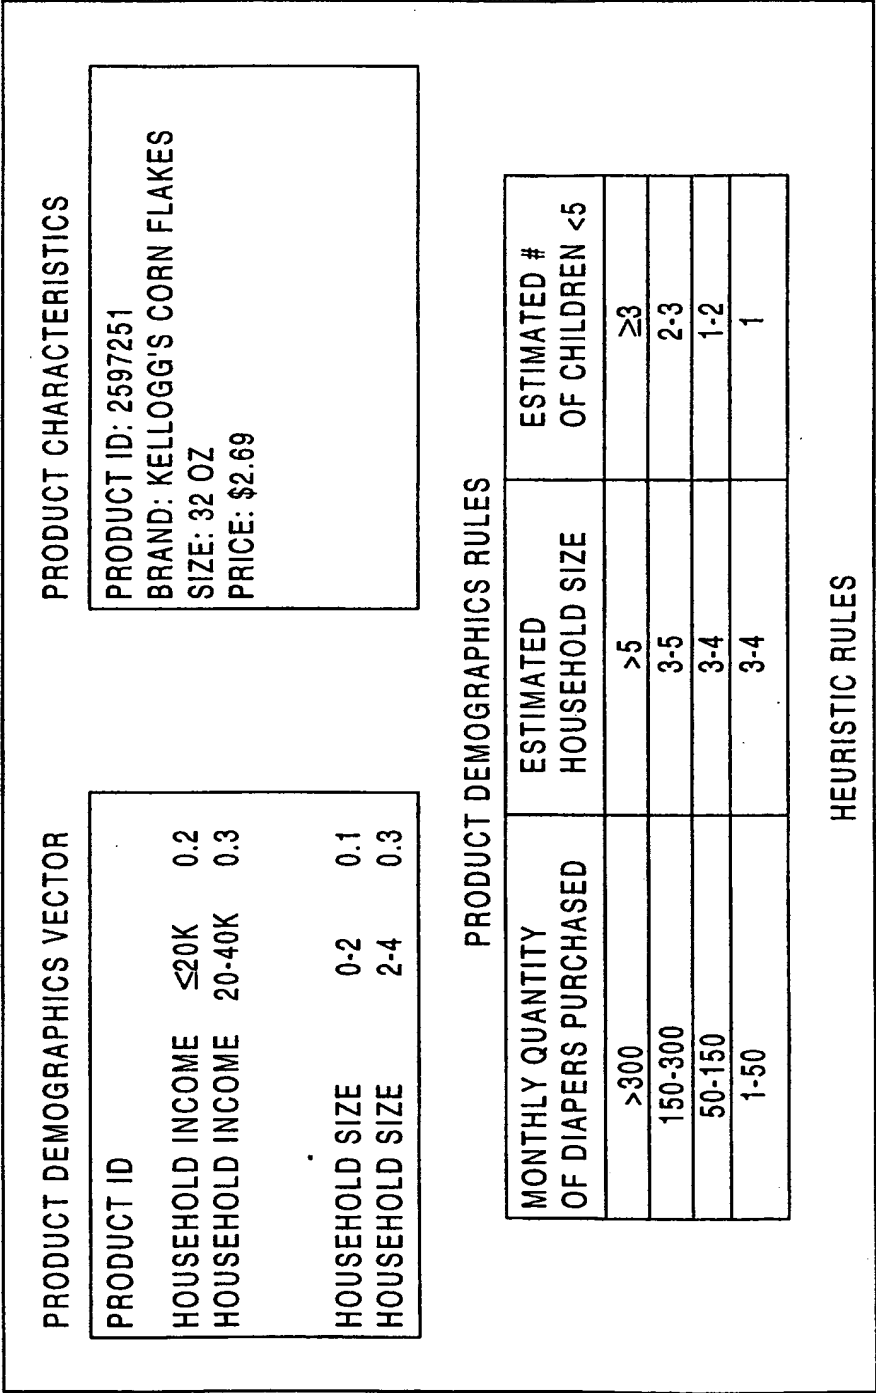 PRODUCT DEMOGRAPHICS VECTOR
PRODUCT ID
HOUSEHOLD INCOME ≤20K 0.2
HOUSEHOLD INCOME 20-40K 0.3
HOUSEHOLD SIZE 0-2 0.1
HOUSEHOLD SIZE 2-4 0.3
PRODUCT CHARACTERISTICS
PRODUCT ID: 2597251
BRAND: KELLOGG'S CORN FLAKES
SIZE: 32 OZ
PRICE: $2.69
PRODUCT DEMOGRAPHICS RULES
MONTHLY QUANTITY
OF DIAPERS PURCHASED
ESTIMATED
HOUSEHOLD SIZE
ESTIMATED #
OF CHILDREN <5
>300 >5 ≥3
150-300 3-5 2-3
50-150 3-4 1-2
1-50 3-4 1
HEURISTIC RULES